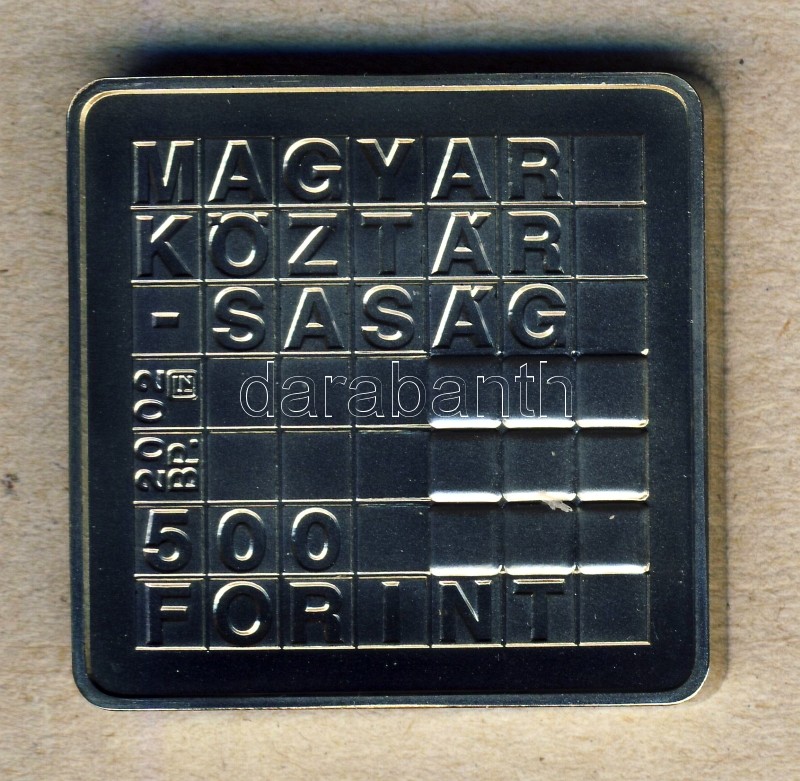 MAGYAR
KÖZTÁR
-SASÁG
2002
BP.
500
FORINT
darabanth